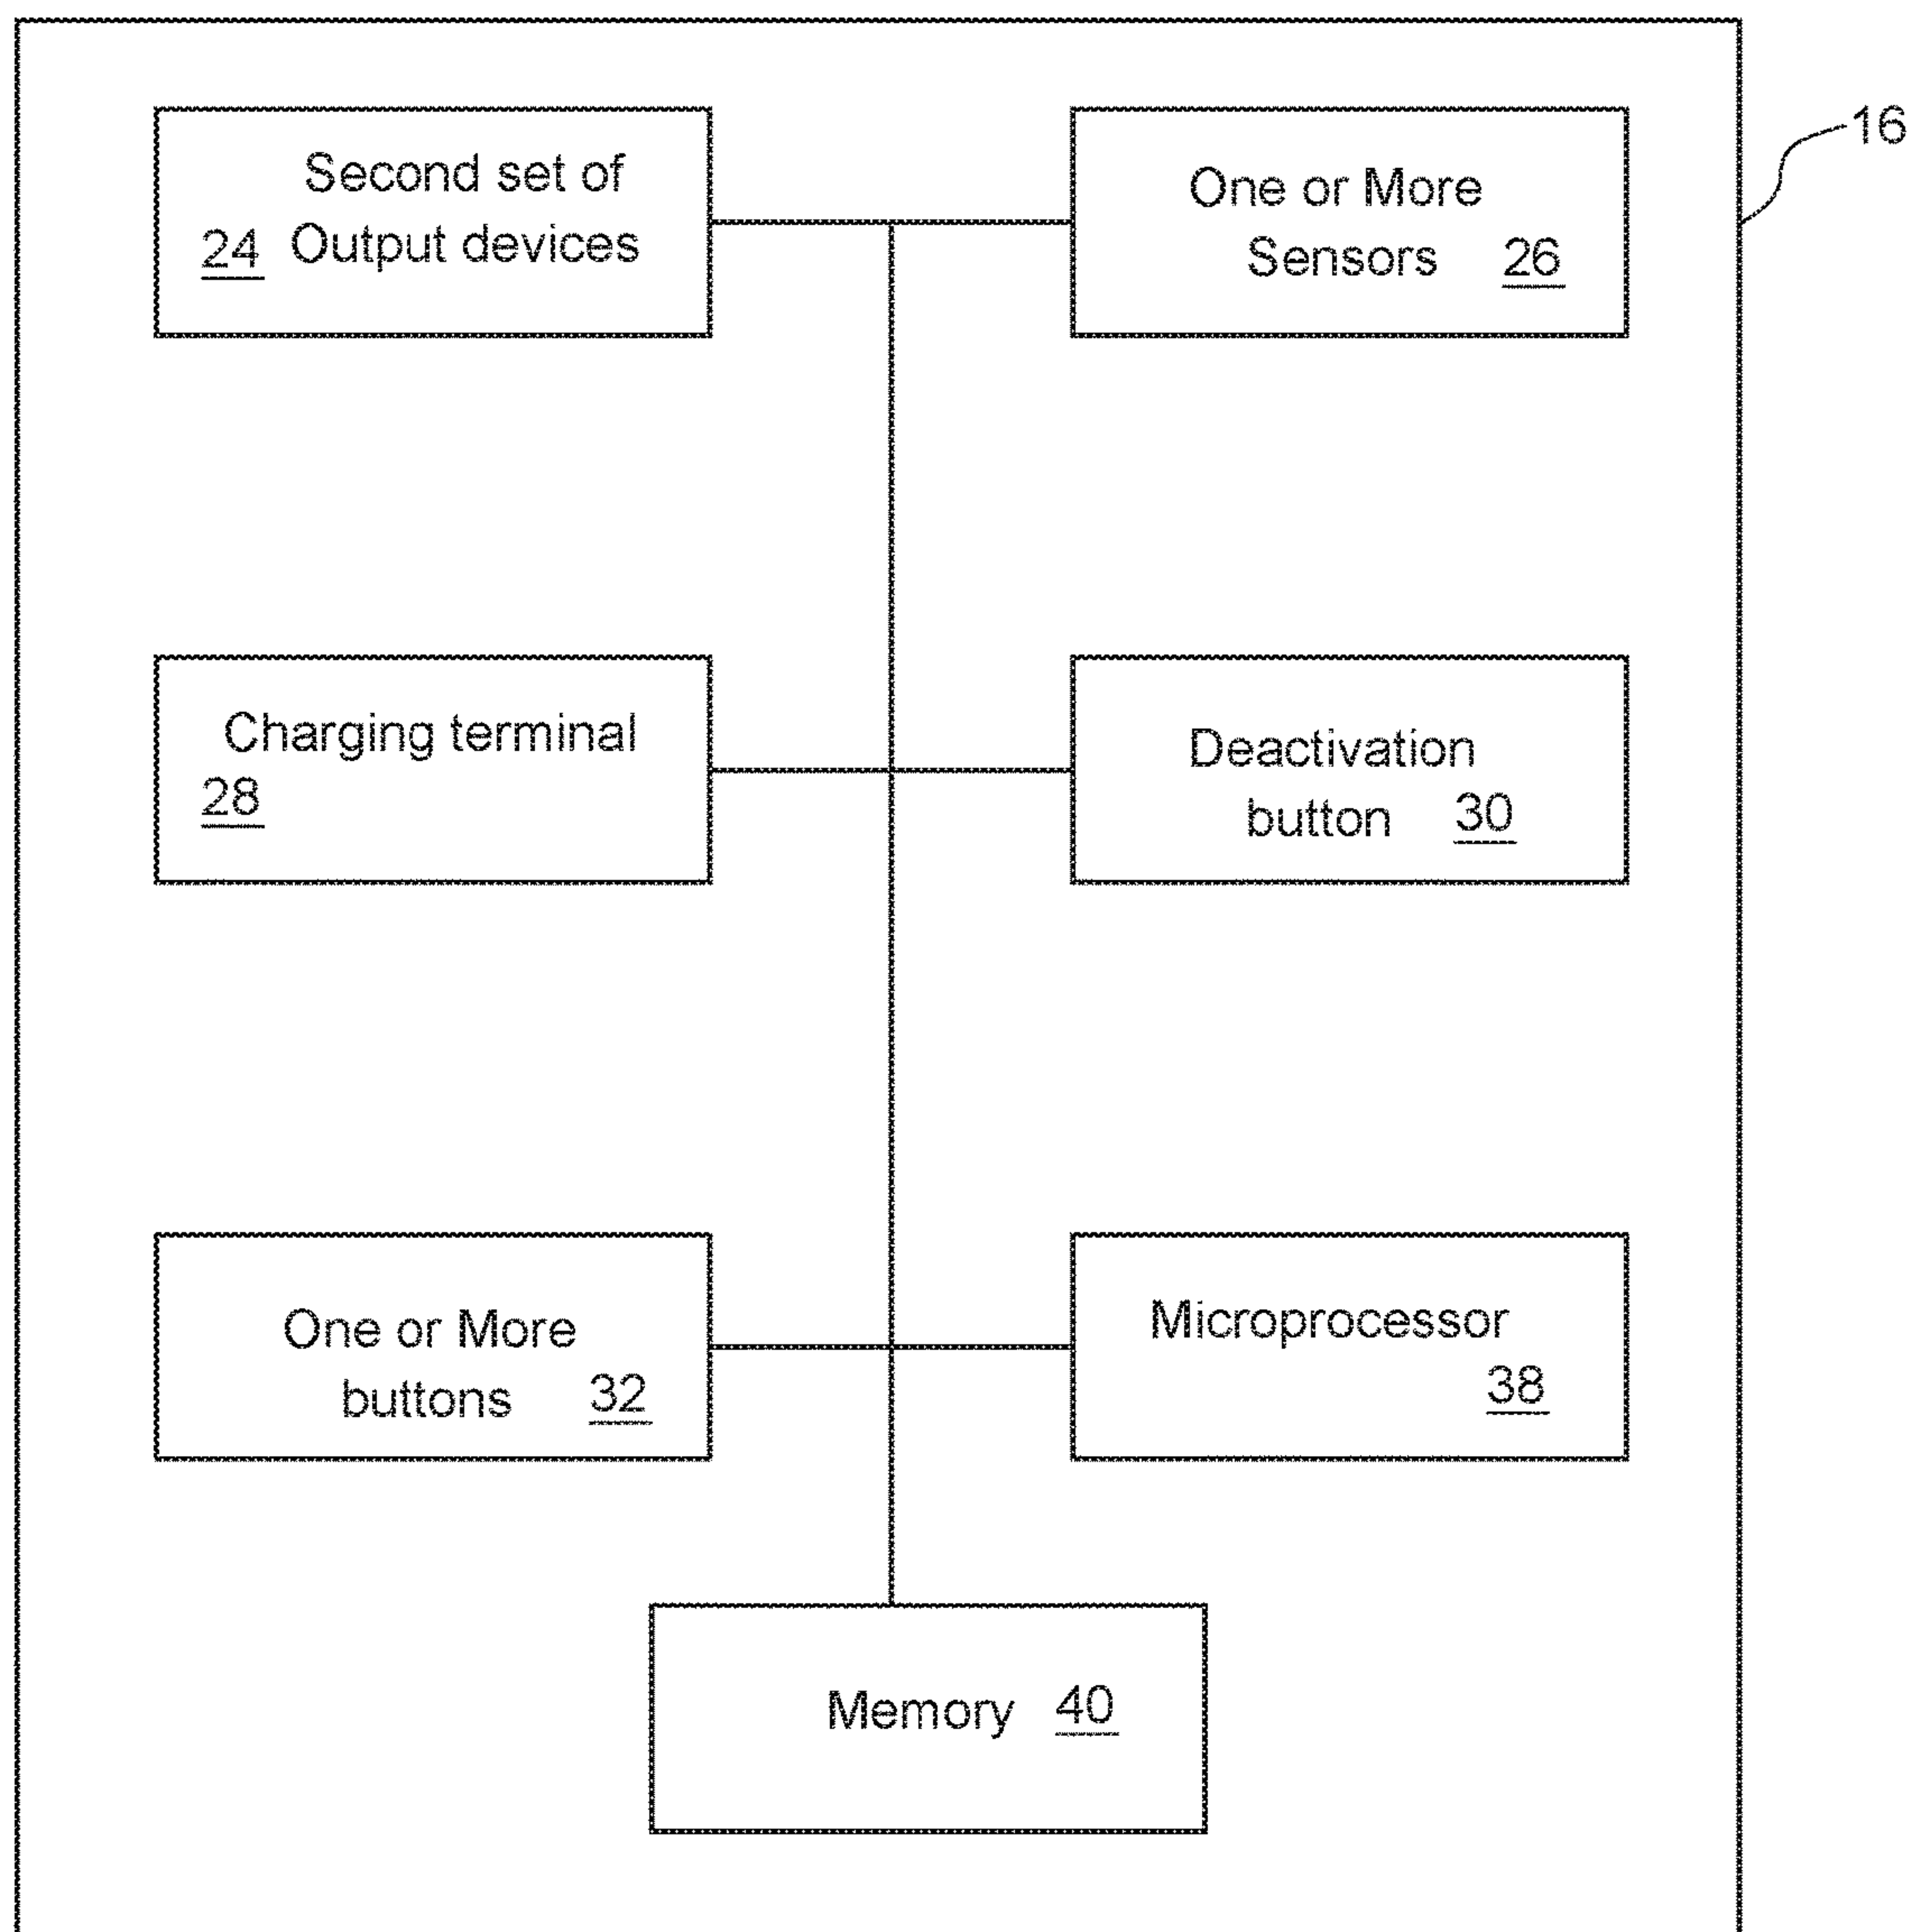 16
Second set of
24 Output devices
One or More
Sensors 26
Charging terminal
28
Deactivation
button 30
One or More
buttons 32
Microprocessor
38
Memory 40